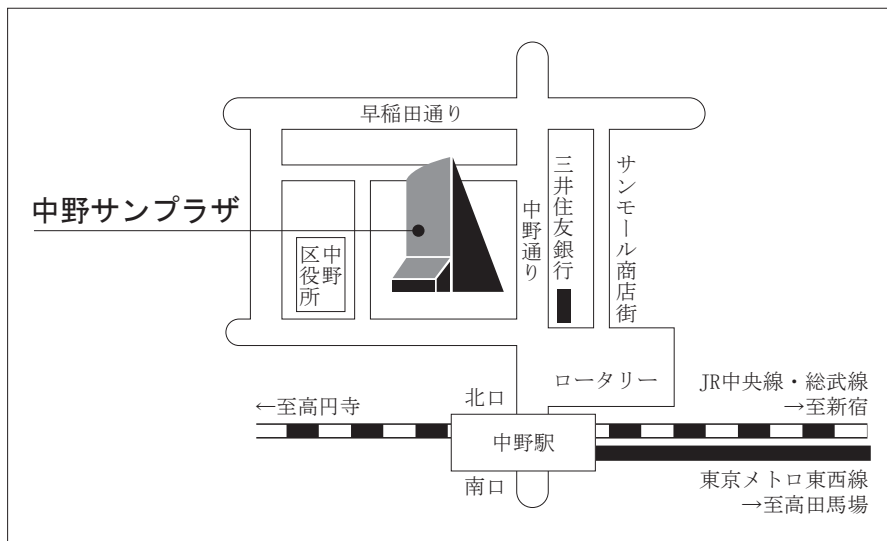 早稲田通り
中野サンプラザ
中野
区役所
中野通り
三井住友銀行
サンモール商店街
ロータリー
JR中央線・総武線
→至新宿
北口
←至高円寺
中野駅
南口
東京メトロ東西線
→至高田馬場